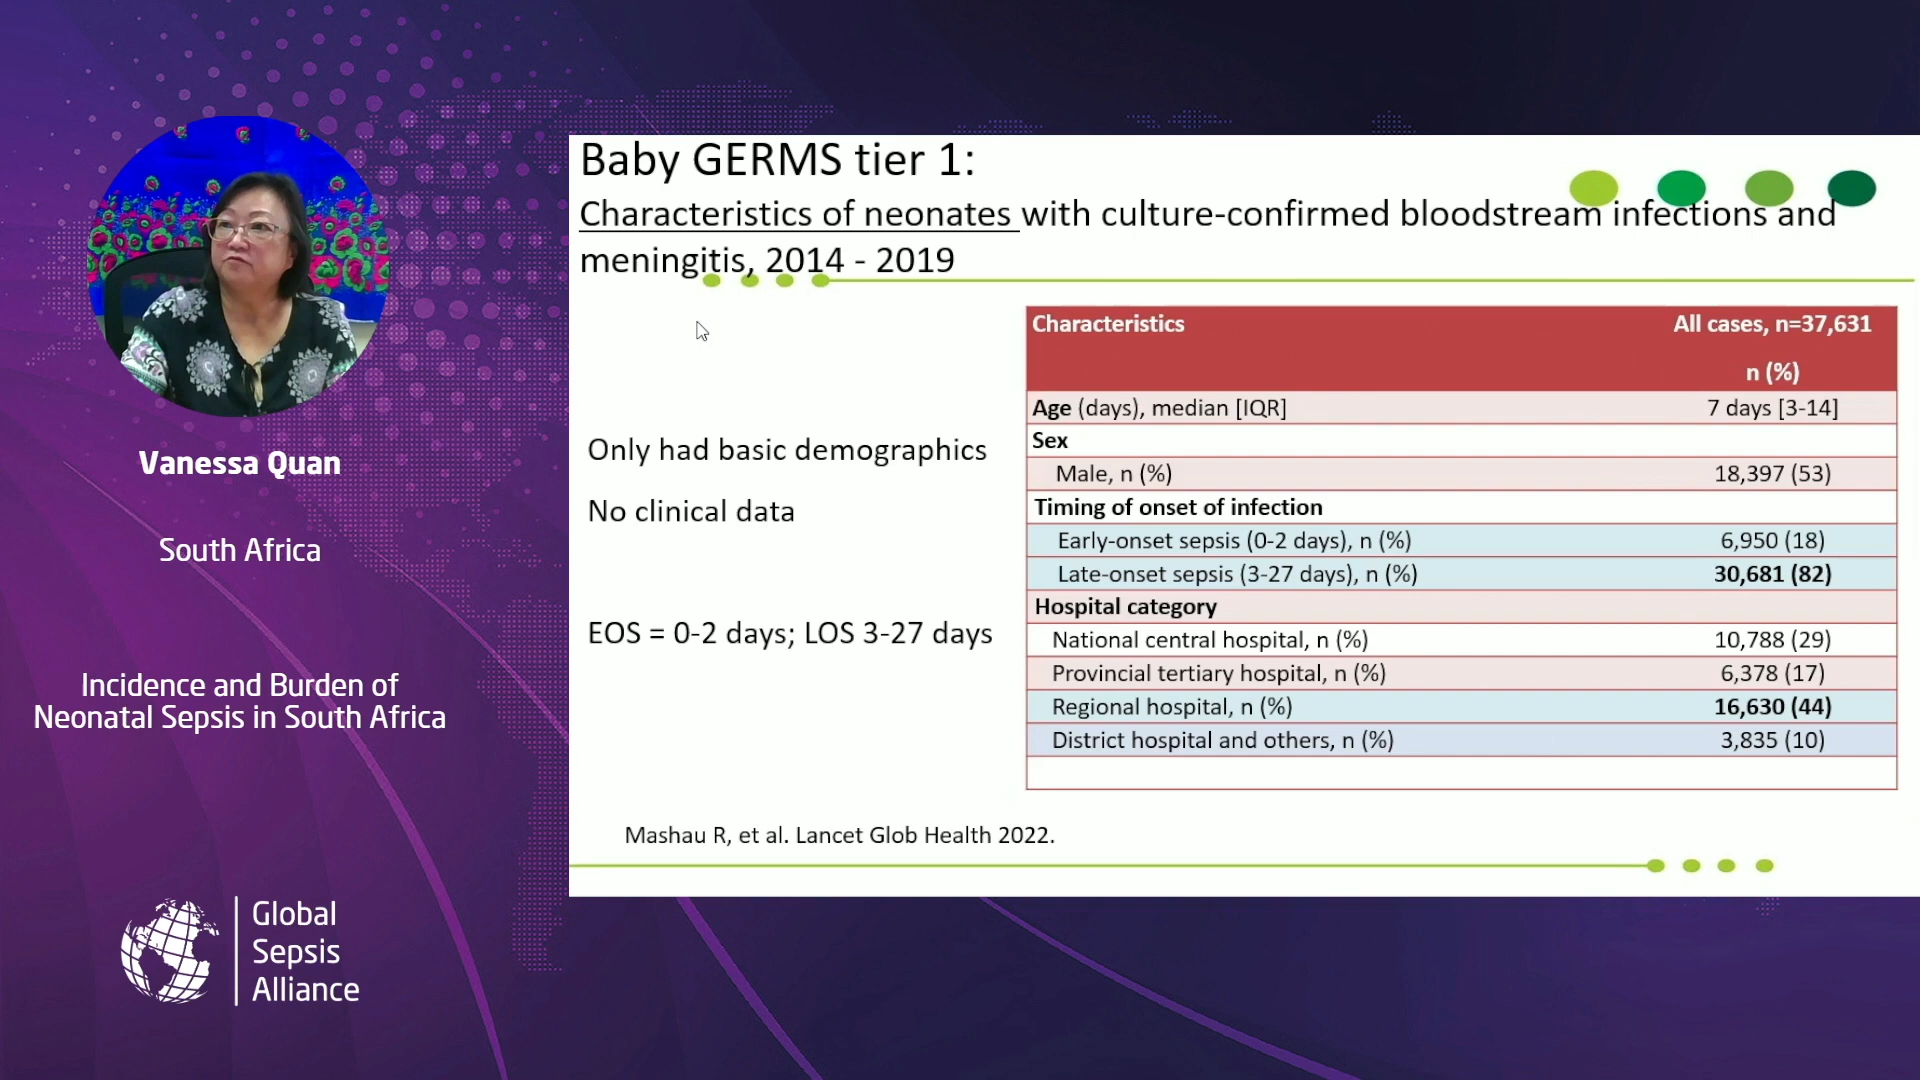 Vanessa Quan
South Africa
Incidence and Burden of
Neonatal Sepsis in South Africa
Global
Sepsis
Alliance
Baby GERMS tier 1:
Characteristics of neonates with culture-confirmed bloodstream infections and
meningitis, 2014 - 2019
Only had basic demographics
No clinical data
EOS = 0-2 days; LOS 3-27 days
Characteristics All cases, n=37,631
n (%)
Age (days), median [IQR] 7 days [3-14]
Sex
Male, n (%) 18,397 (53)
Timing of onset of infection
Early-onset sepsis (0-2 days), n (%) 6,950 (18)
Late-onset sepsis (3-27 days), n (%) 30,681 (82)
Hospital category
National central hospital, n (%) 10,788 (29)
Provincial tertiary hospital, n (%) 6,378 (17)
Regional hospital, n (%) 16,630 (44)
District hospital and others, n (%) 3,835 (10)
Mashau R, et al. Lancet Glob Health 2022.